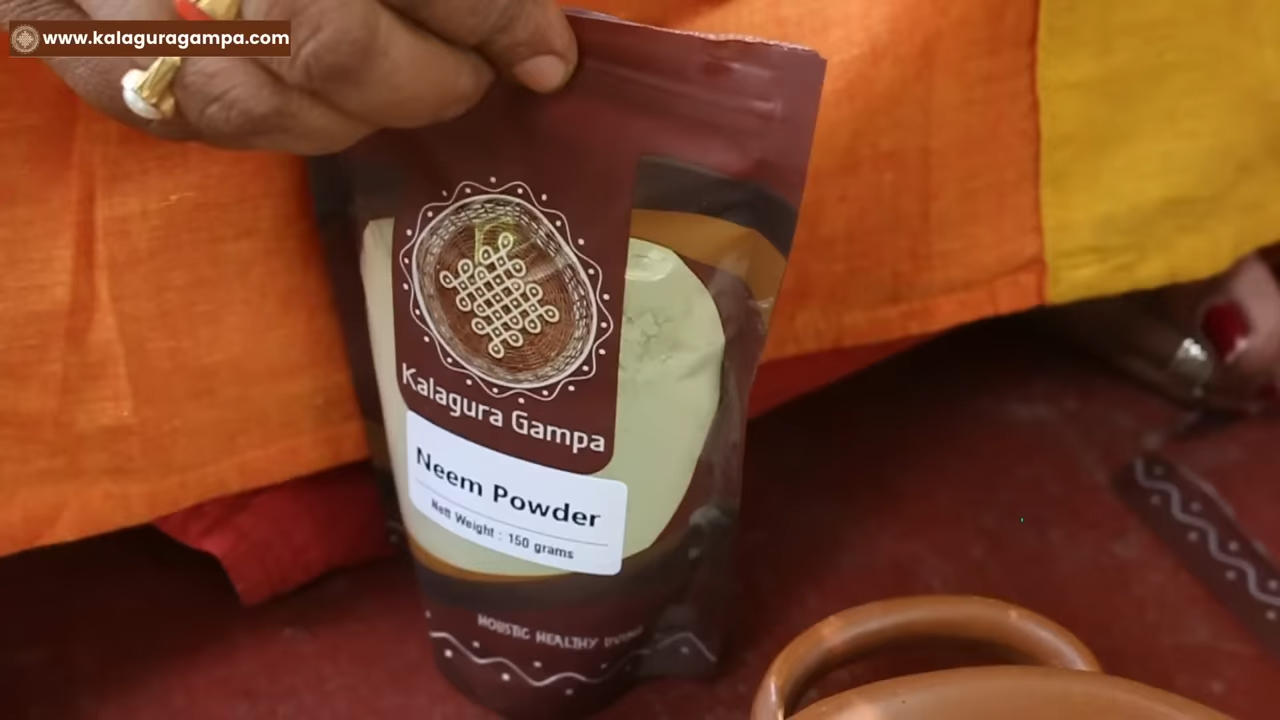 www.kalaguragampa.com
Kalagura Gampa
Neem Powder
Nett Weight : 150 grams
HOLISTIC HEALTHY LIVING